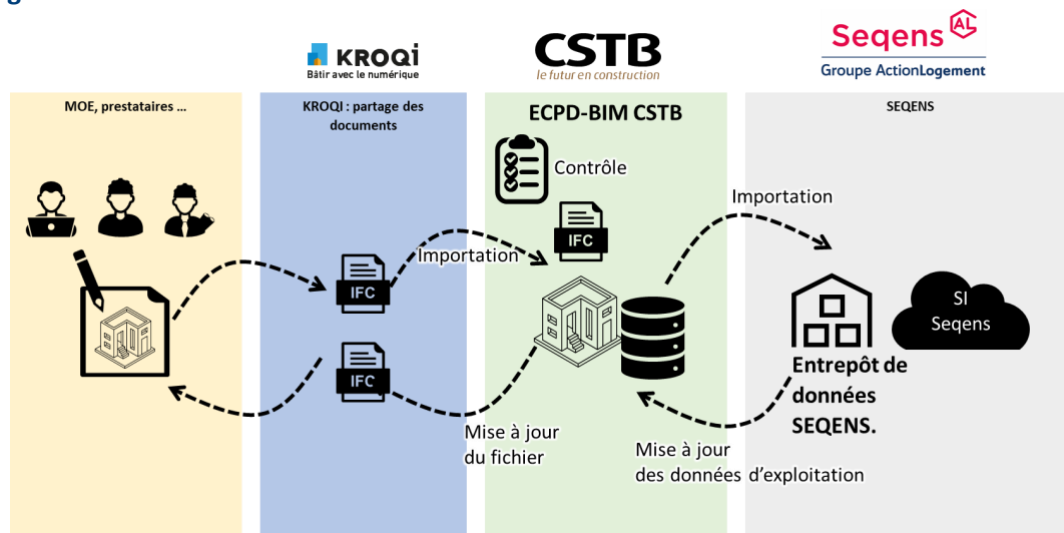 g
KROQI
Bâtir avec le numérique
CSTB
le futur en construction
Seqens AL
Groupe ActionLogement
MOE, prestataires ...
KROQI : partage des
documents
ECPD-BIM CSTB
SEQENS
Contrôle
Importation
IFC
Importation
IFC
SI
Seqens
IFC
Entrepôt de
données
SEQENS.
Mise à jour
du fichier
Mise à jour
des données d'exploitation